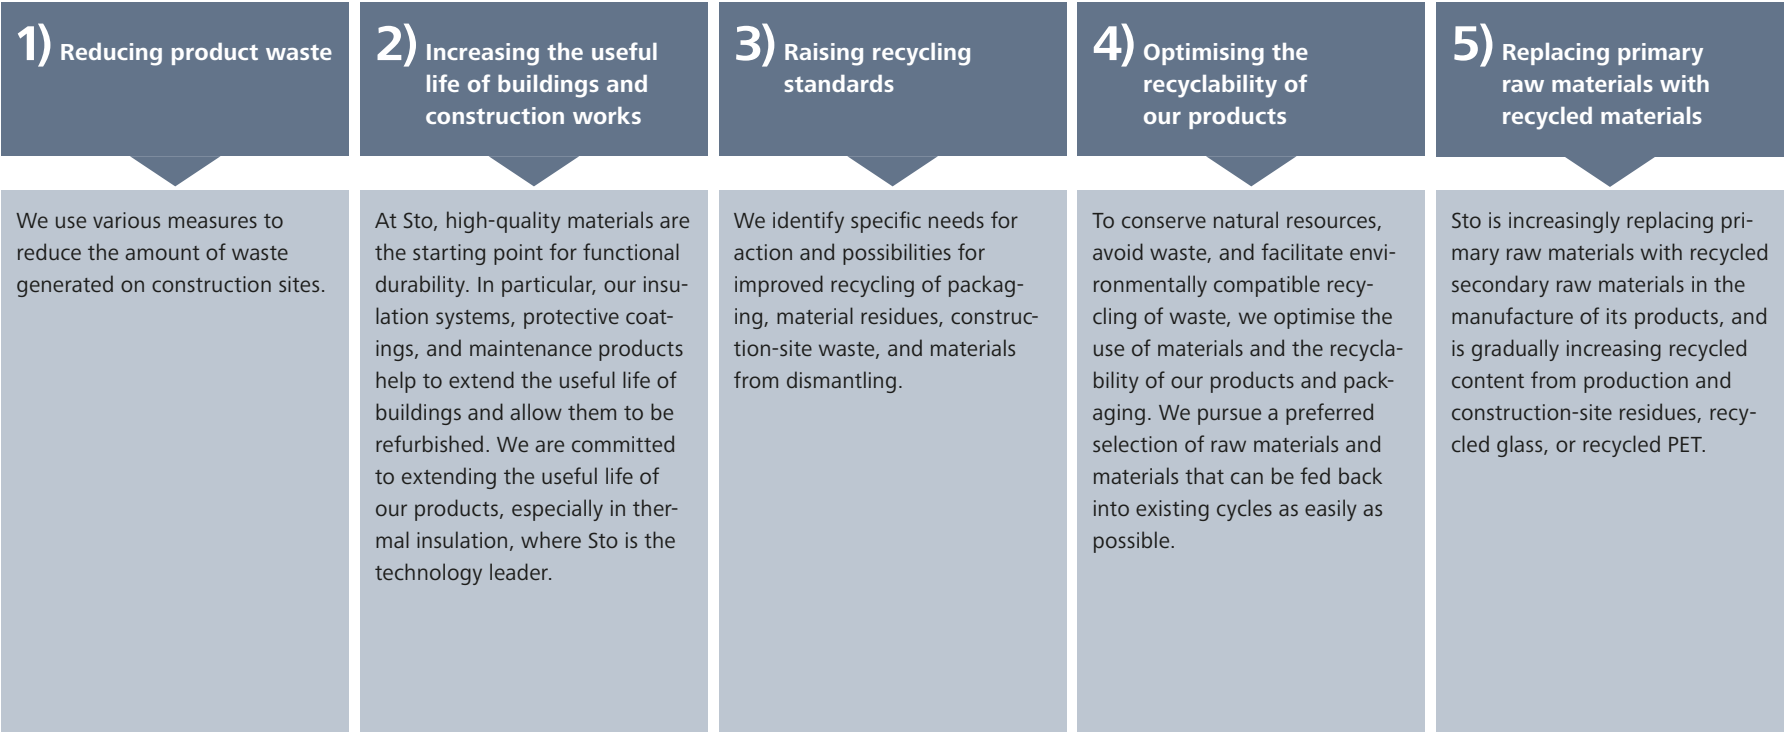 1) Reducing product waste
We use various measures to
reduce the amount of waste
generated on construction sites.
2) Increasing the useful
life of buildings and
construction works
At Sto, high-quality materials are
the starting point for functional
durability. In particular, our insu-
lation systems, protective coat-
ings, and maintenance products
help to extend the useful life of
buildings and allow them to be
refurbished. We are committed
to extending the useful life of
our products, especially in ther-
mal insulation, where Sto is the
technology leader.
3) Raising recycling
standards
We identify specific needs for
action and possibilities for
improved recycling of packag-
ing, material residues, construc-
tion-site waste, and materials
from dismantling.
4) Optimising the
recyclability of
our products
To conserve natural resources,
avoid waste, and facilitate envi-
ronmentally compatible recy-
cling of waste, we optimise the
use of materials and the recycla-
bility of our products and pack-
aging. We pursue a preferred
selection of raw materials and
materials that can be fed back
into existing cycles as easily as
possible.
5) Replacing primary
raw materials with
recycled materials
Sto is increasingly replacing pri-
mary raw materials with recycled
secondary raw materials in the
manufacture of its products, and
is gradually increasing recycled
content from production and
construction-site residues, recy-
cled glass, or recycled PET.